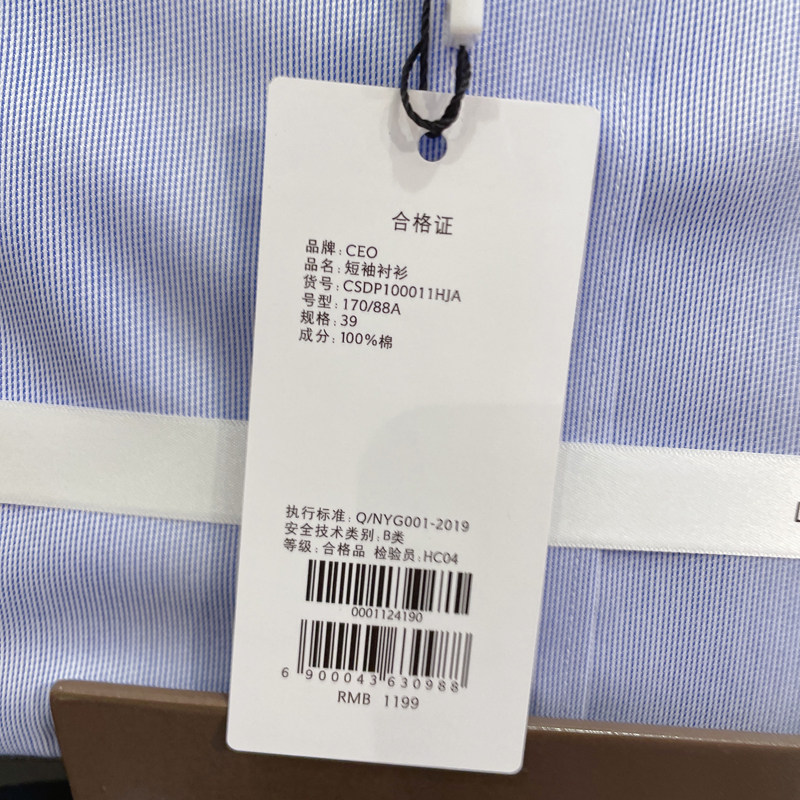 合格证
品牌: CEO
品名: 短袖衬衫
货号: CSDP100011HJA
号型: 170/88A
规格: 39
成分: 100%棉
执行标准: Q/NYG001-2019
安全技术类别: B类
等级: 合格品 检验员: HC04
0001124190
6 900043 630988
RMB 1199